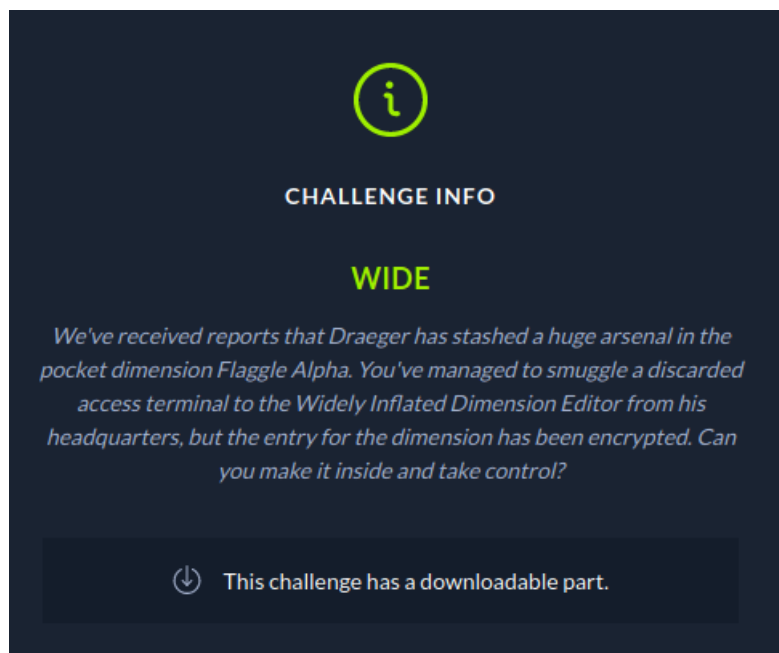 CHALLENGE INFO
WIDE
We've received reports that Draeger has stashed a huge arsenal in the
pocket dimension Flaggle Alpha. You've managed to smuggle a discarded
access terminal to the Widely Inflated Dimension Editor from his
headquarters, but the entry for the dimension has been encrypted. Can
you make it inside and take control?
This challenge has a downloadable part.